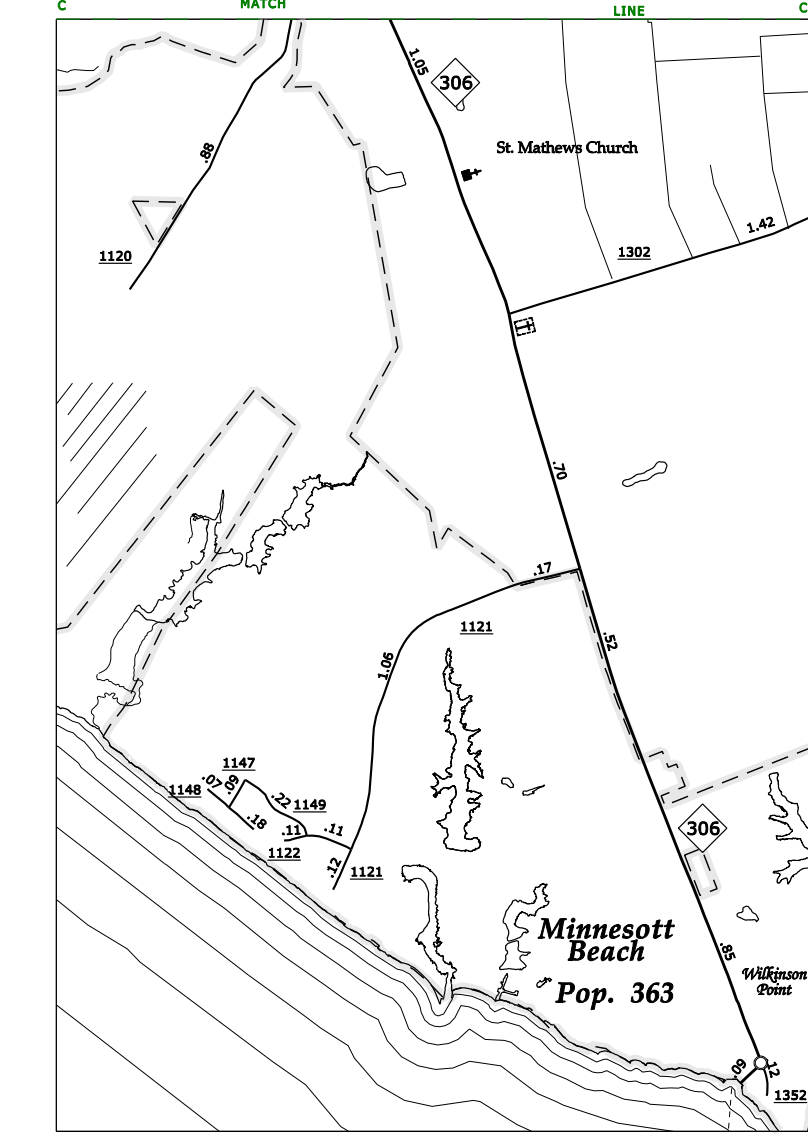 C
MATCH
LINE
C
1.05
306
.88
St. Mathews Church
1.42
1302
1120
.70
.17
1121
.52
1.06
1147
.07
.09
1148
.22
1149
306
.18
.11
.11
1122
.12
1121
Minnesott
Beach
.85
Wilkinson
Point
Pop. 363
.09
.12
1352